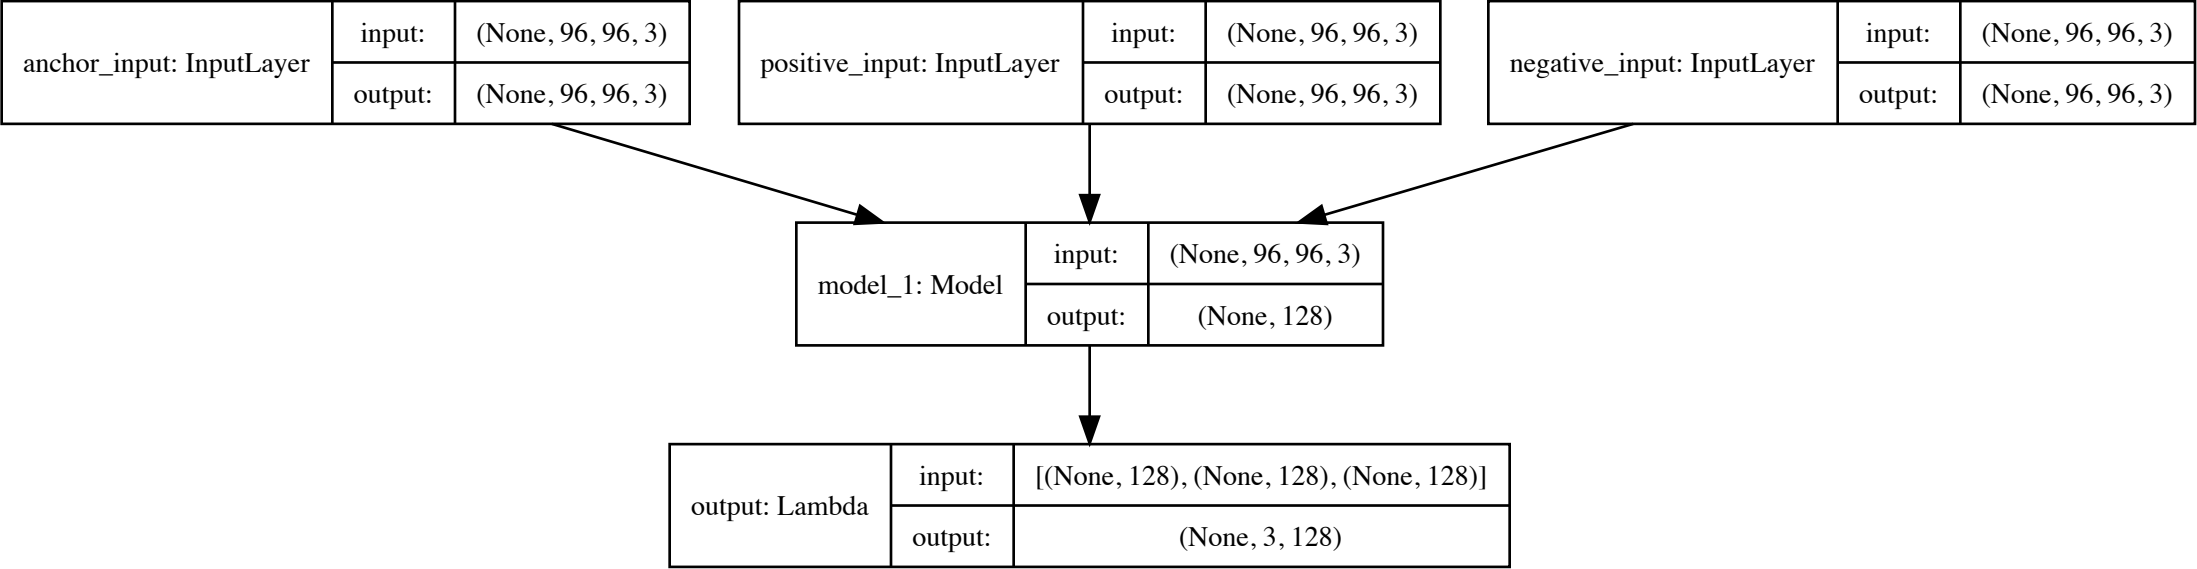 anchor_input: InputLayer
input:
(None, 96, 96, 3)
output:
(None, 96, 96, 3)
positive_input: InputLayer
input:
(None, 96, 96, 3)
output:
(None, 96, 96, 3)
negative_input: InputLayer
input:
(None, 96, 96, 3)
output:
(None, 96, 96, 3)
model_1: Model
input:
(None, 96, 96, 3)
output:
(None, 128)
output: Lambda
input:
[(None, 128), (None, 128), (None, 128)]
output:
(None, 3, 128)